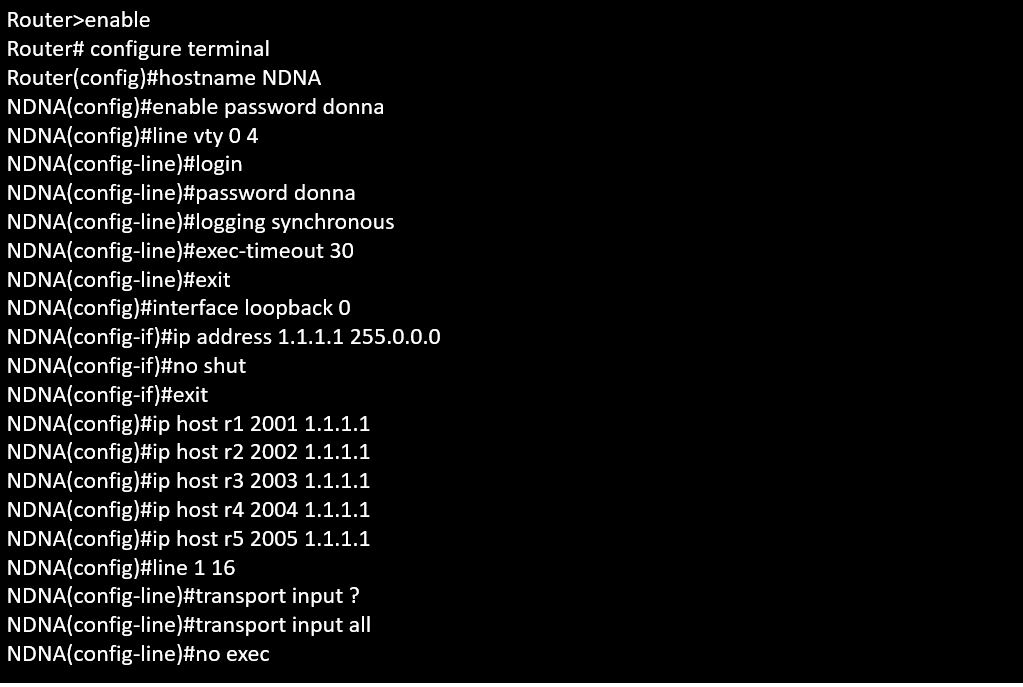 Router>enable
Router# configure terminal
Router(config)#hostname NDNA
NDNA(config)#enable password donna
NDNA(config)#line vty 0 4
NDNA(config-line)#login
NDNA(config-line)#password donna
NDNA(config-line)#logging synchronous
NDNA(config-line)#exec-timeout 30
NDNA(config-line)#exit
NDNA(config)#interface loopback 0
NDNA(config-if)#ip address 1.1.1.1 255.0.0.0
NDNA(config-if)#no shut
NDNA(config-if)#exit
NDNA(config)#ip host r1 2001 1.1.1.1
NDNA(config)#ip host r2 2002 1.1.1.1
NDNA(config)#ip host r3 2003 1.1.1.1
NDNA(config)#ip host r4 2004 1.1.1.1
NDNA(config)#ip host r5 2005 1.1.1.1
NDNA(config)#line 1 16
NDNA(config-line)#transport input ?
NDNA(config-line)#transport input all
NDNA(config-line)#no exec